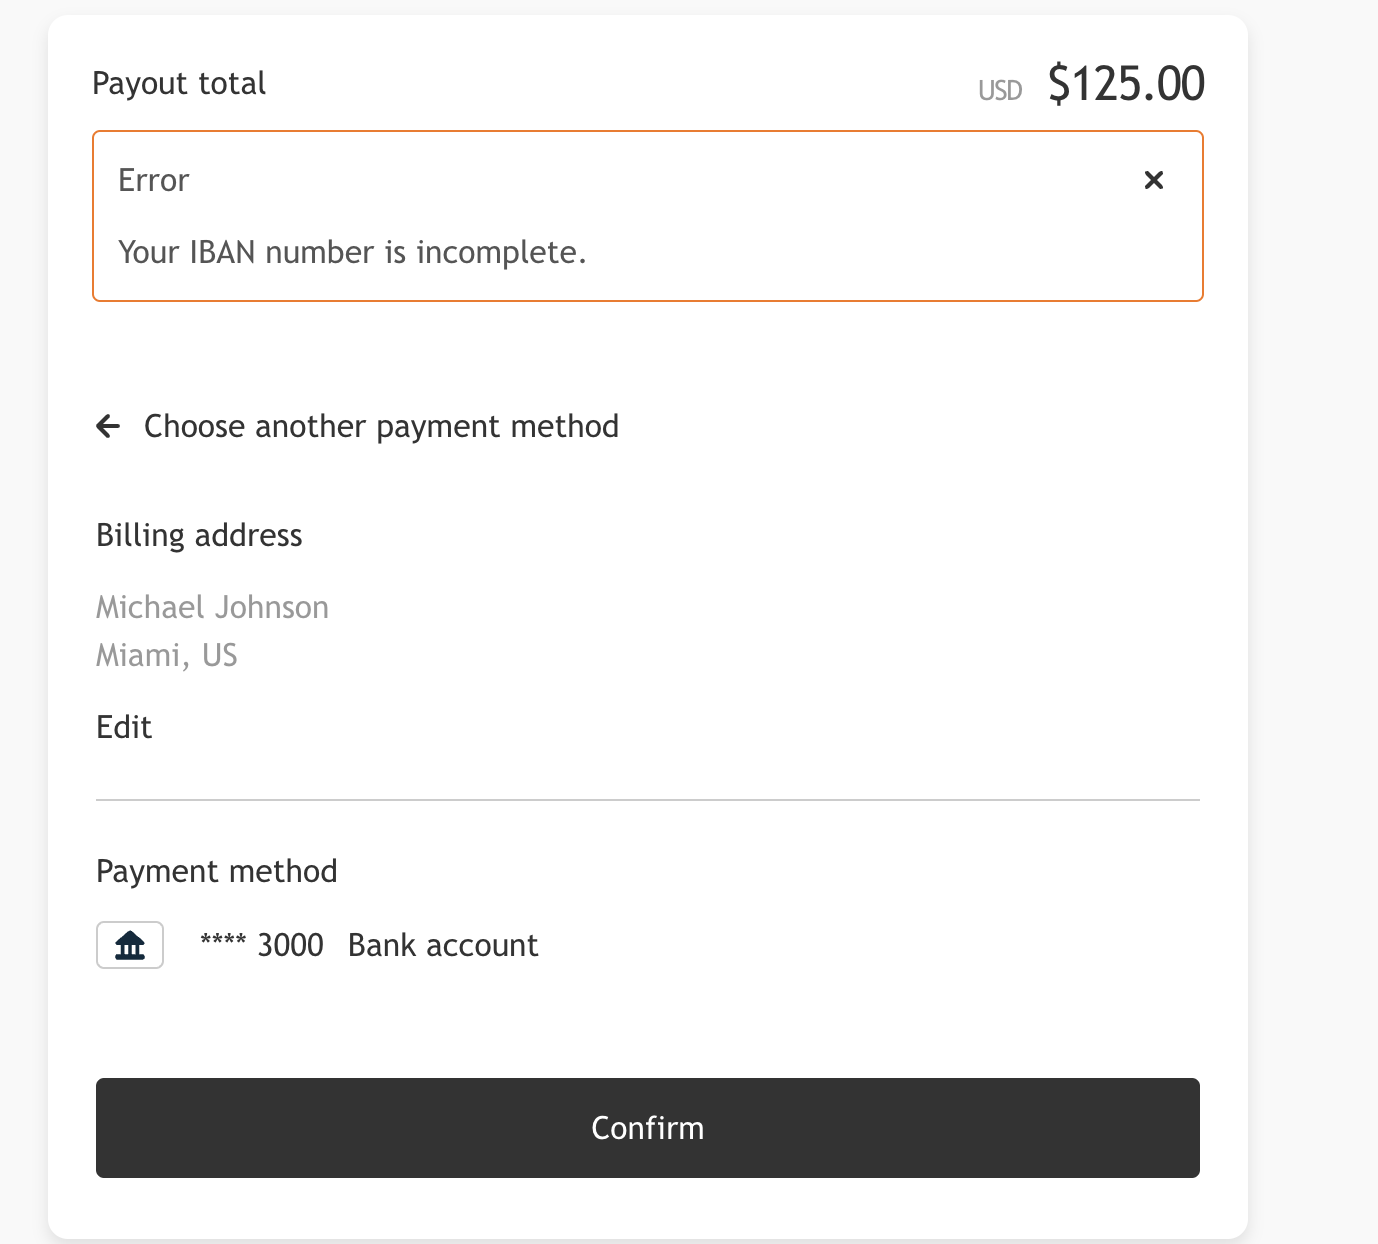 Payout total USD $125.00
Error
Your IBAN number is incomplete.
Choose another payment method
Billing address
Michael Johnson
Miami, US
Edit
Payment method
**** 3000 Bank account
Confirm